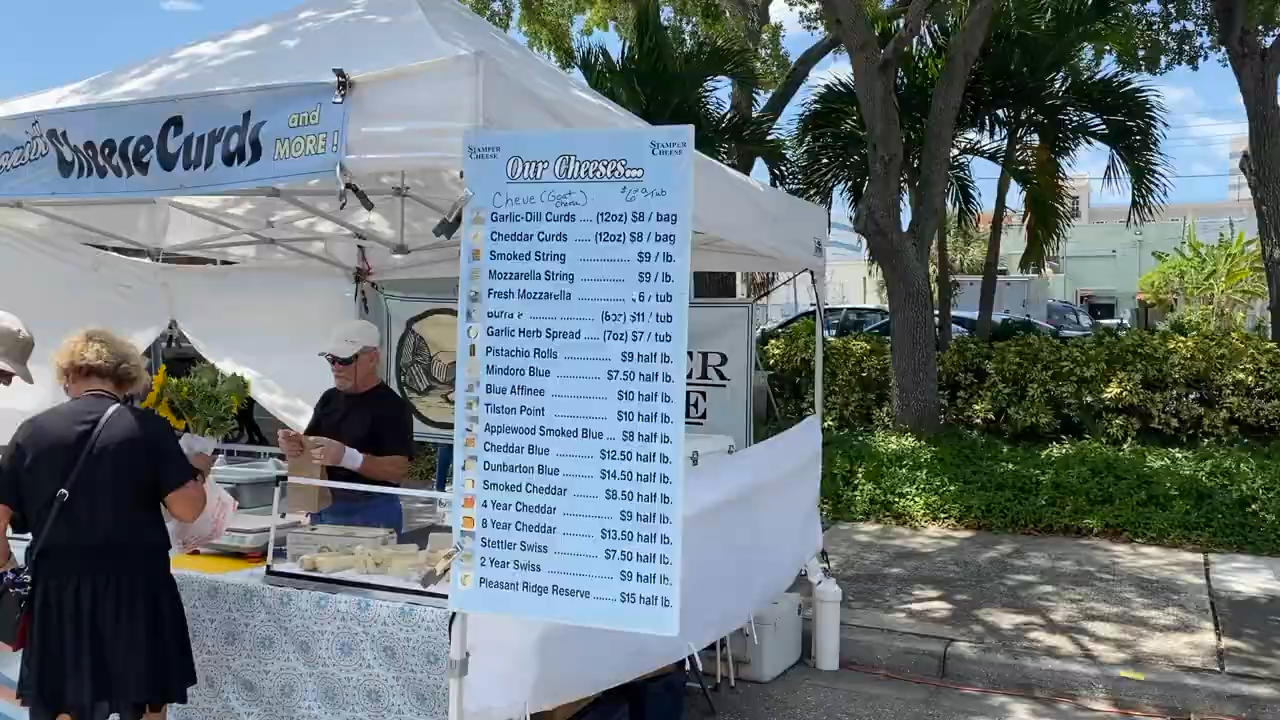 Cheese Curds and MORE!
STAMPER CHEESE
STAMPER CHEESE
Our Cheeses...
Cheve (Goat Cheese)
Garlic-Dill Curds .... (12oz) $8 / bag
Cheddar Curds ..... (12oz) $8 / bag
Smoked String .............. $9 / lb.
Mozzarella String ............. $9 / lb.
Fresh Mozzarella ............ 6 / tub
(6oz) $11 / tub
Garlic Herb Spread ..... (7oz) $7 / tub
Pistachio Rolls ............ $9 half lb.
Mindoro Blue ............. $7.50 half lb.
Blue Affinee ............... $10 half lb.
Tilston Point ............... $10 half lb.
Applewood Smoked Blue ... $8 half lb.
Cheddar Blue ............. $12.50 half lb.
Dunbarton Blue .......... $14.50 half lb.
Smoked Cheddar ....... $8.50 half lb.
4 Year Cheddar ............ $9 half lb.
8 Year Cheddar ........... $13.50 half lb.
Stettler Swiss ............. $7.50 half lb.
2 Year Swiss ................ $9 half lb.
Pleasant Ridge Reserve ...... $15 half lb.
ER
E